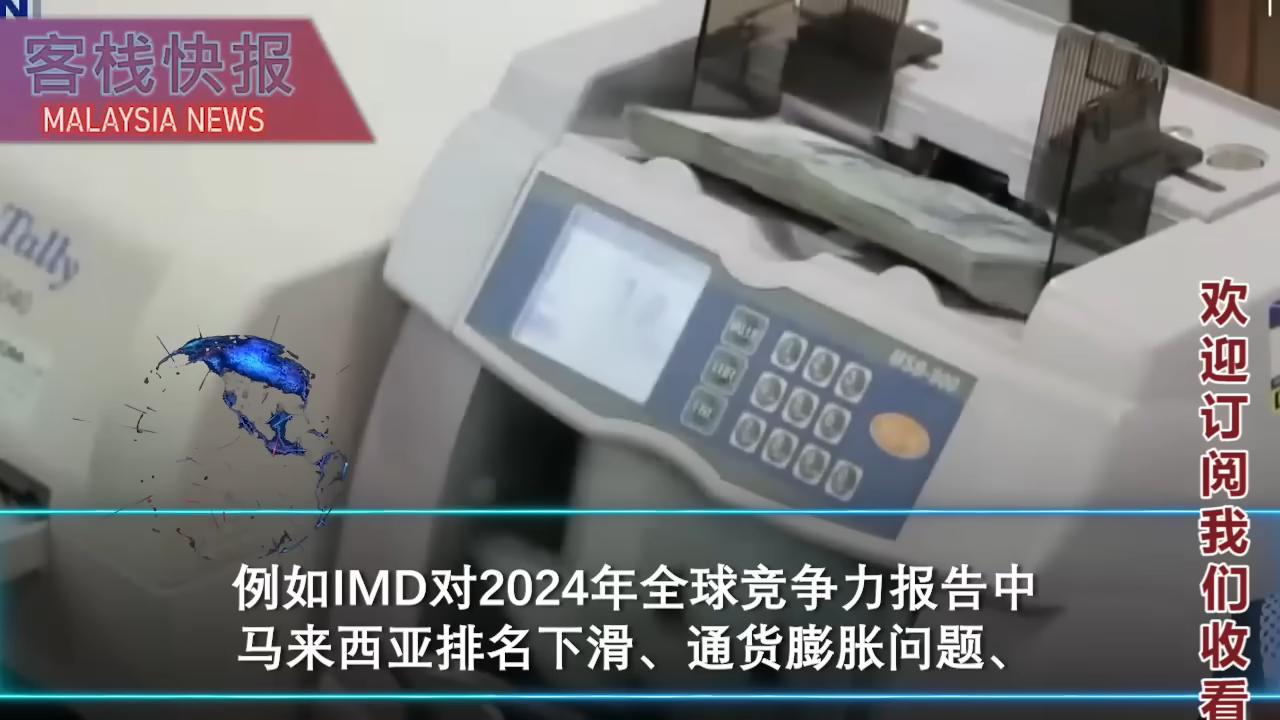 N
客栈快报
MALAYSIA NEWS
Tally
欢迎订阅我们收看
例如IMD对2024年全球竞争力报告中
马来西亚排名下滑、通货膨胀问题、